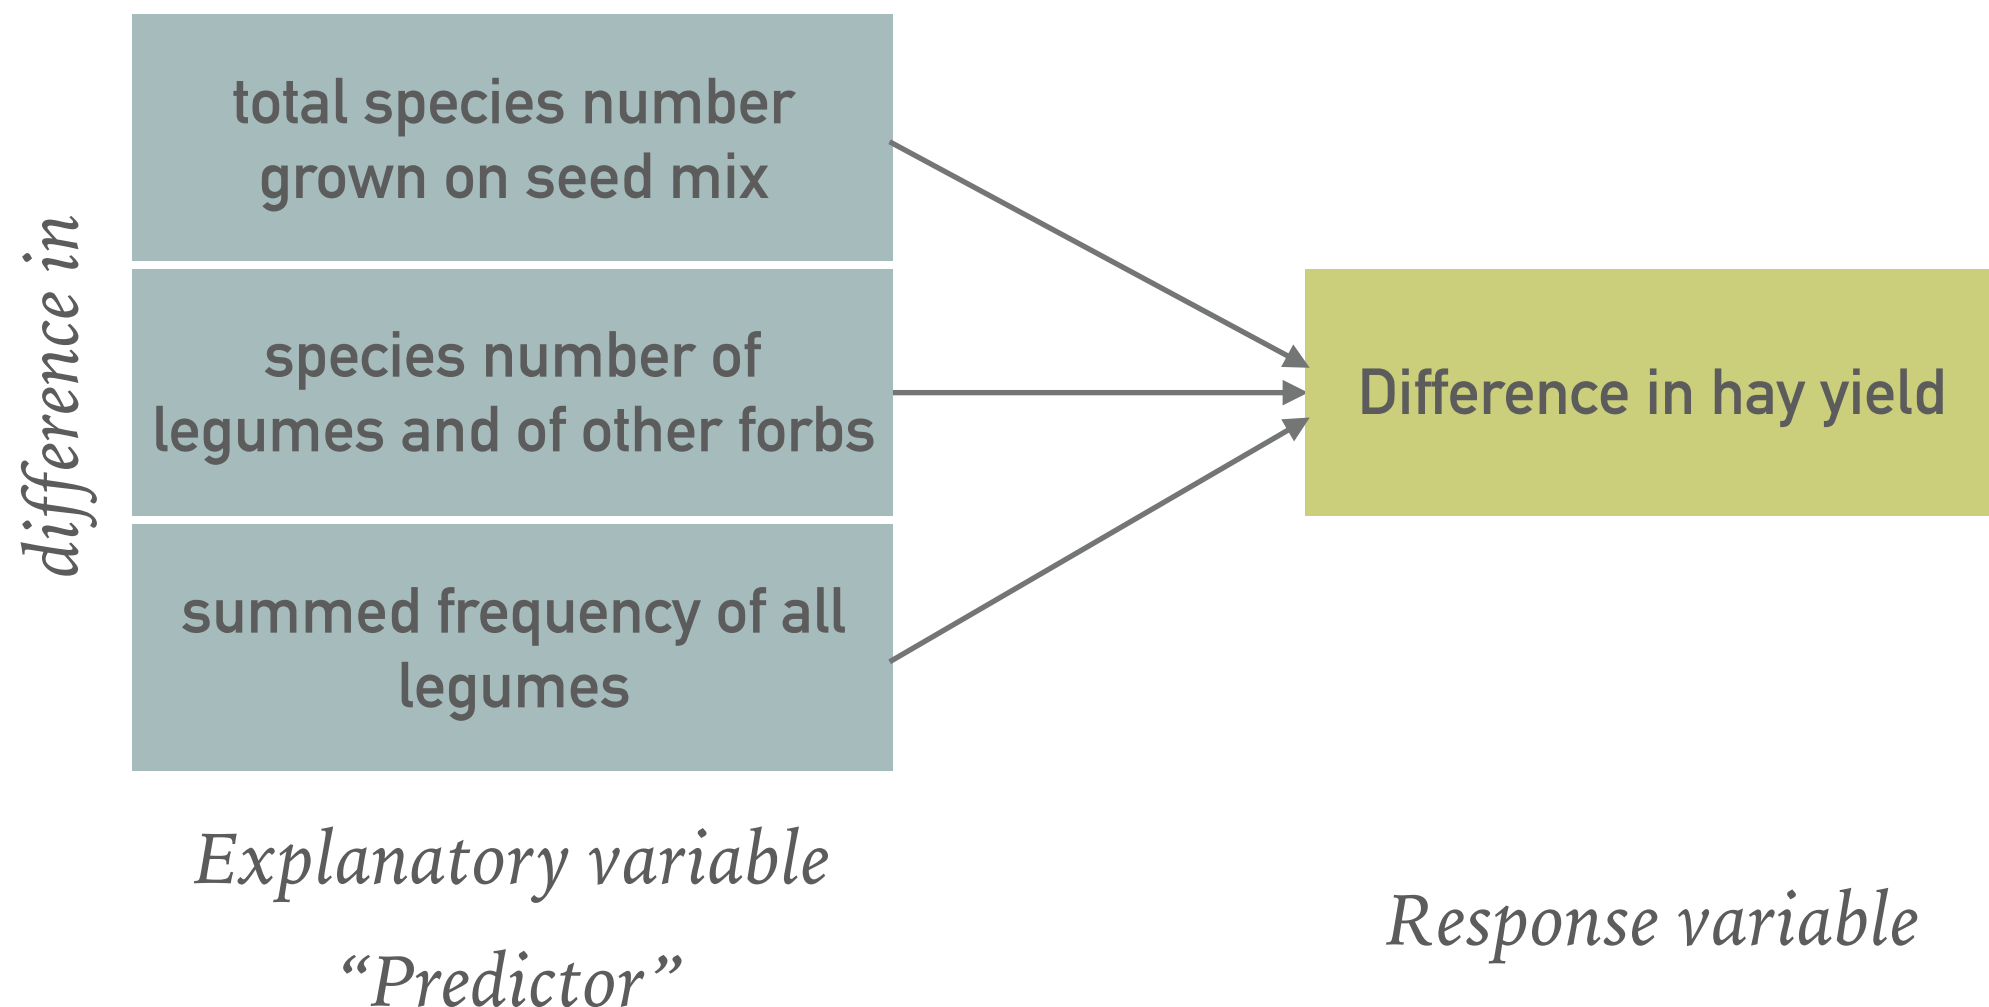 difference in
total species number
grown on seed mix
species number of
legumes and of other forbs
summed frequency of all
legumes
Difference in hay yield
Explanatory variable
“Predictor”
Response variable